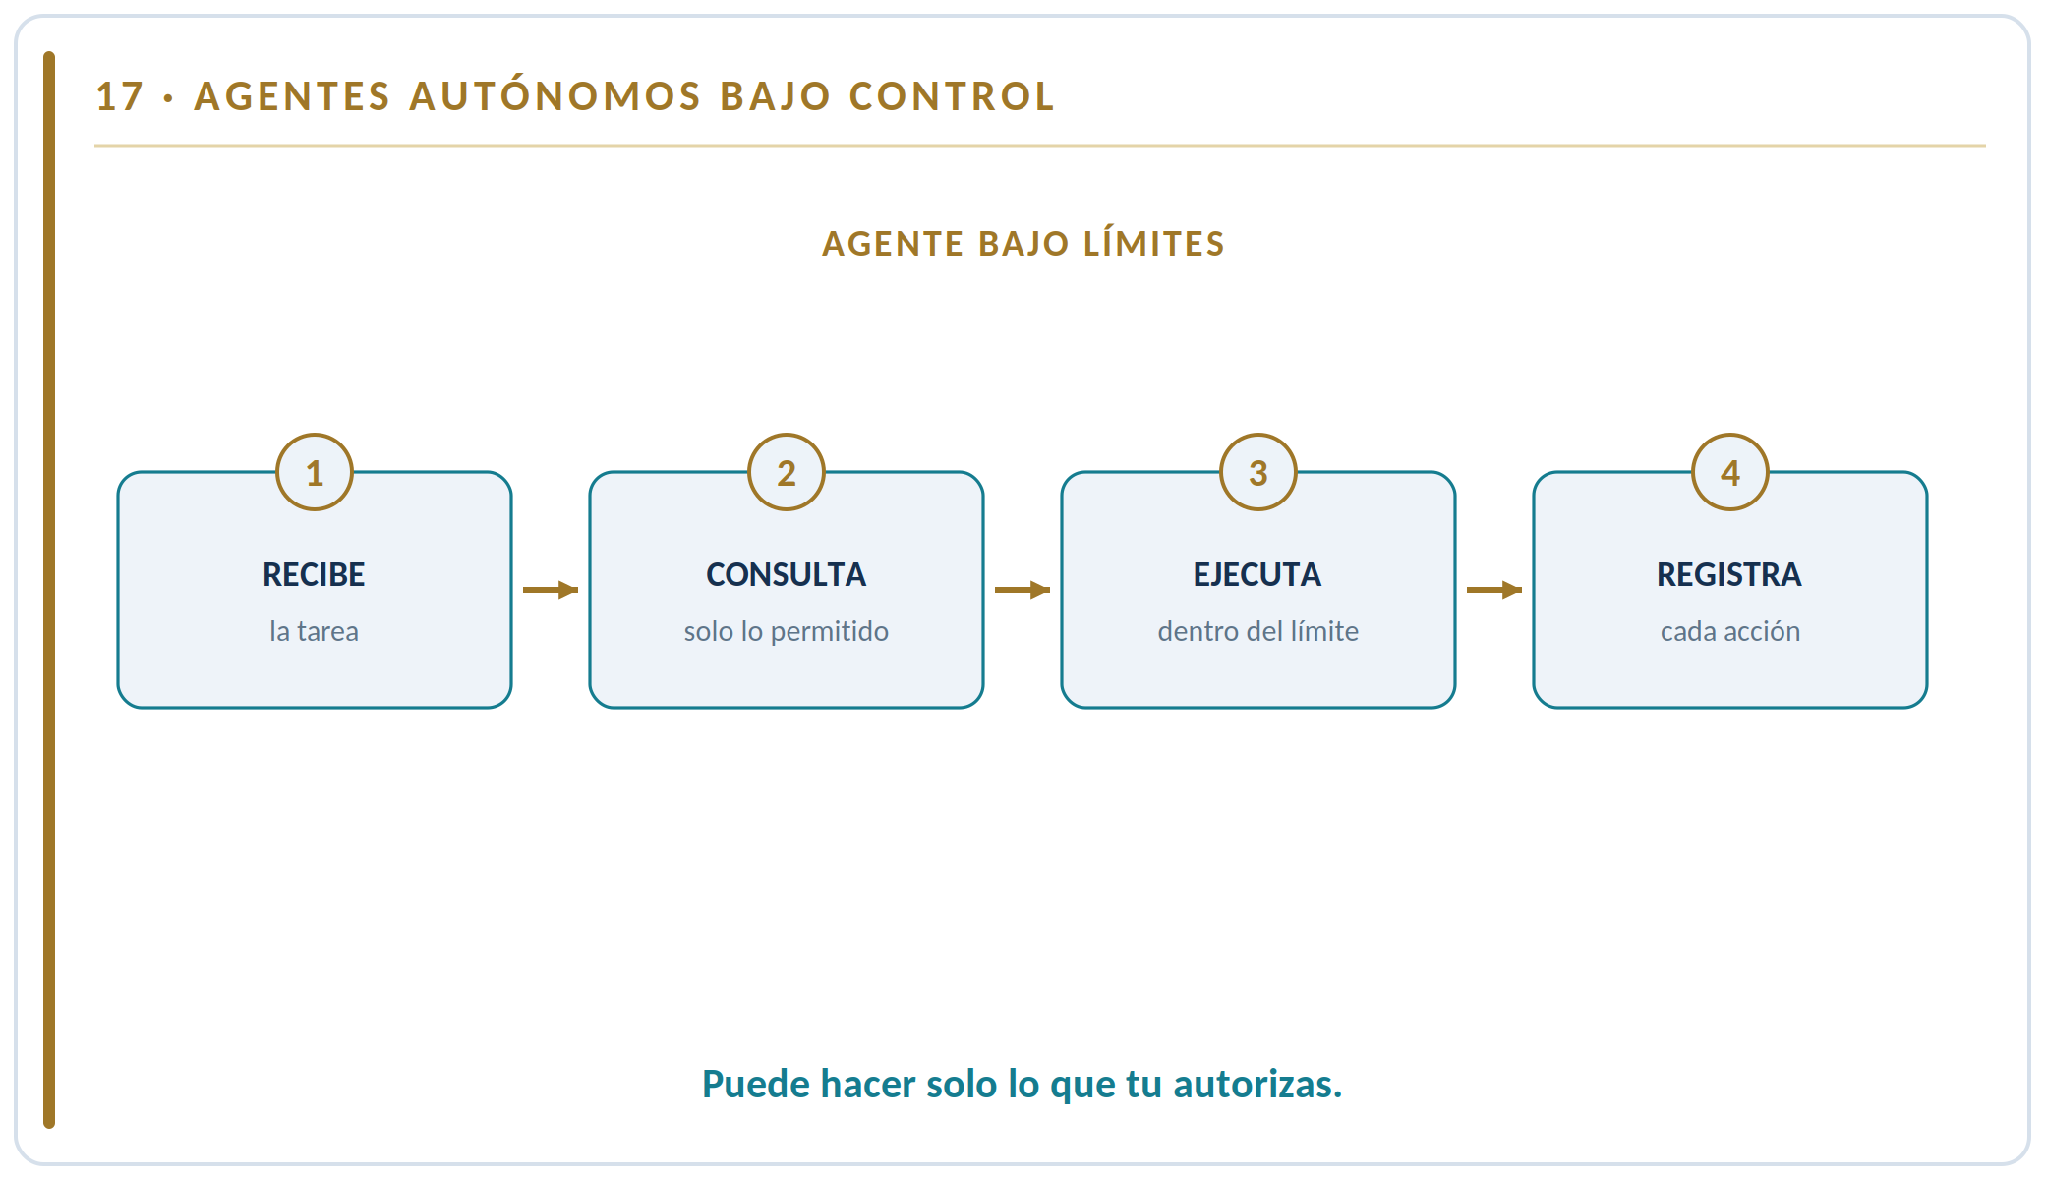 17 · AGENTES AUTÓNOMOS BAJO CONTROL
AGENTE BAJO LÍMITES
1
RECIBE
la tarea
2
CONSULTA
solo lo permitido
3
EJECUTA
dentro del límite
4
REGISTRA
cada acción
Puede hacer solo lo que tu autorizas.